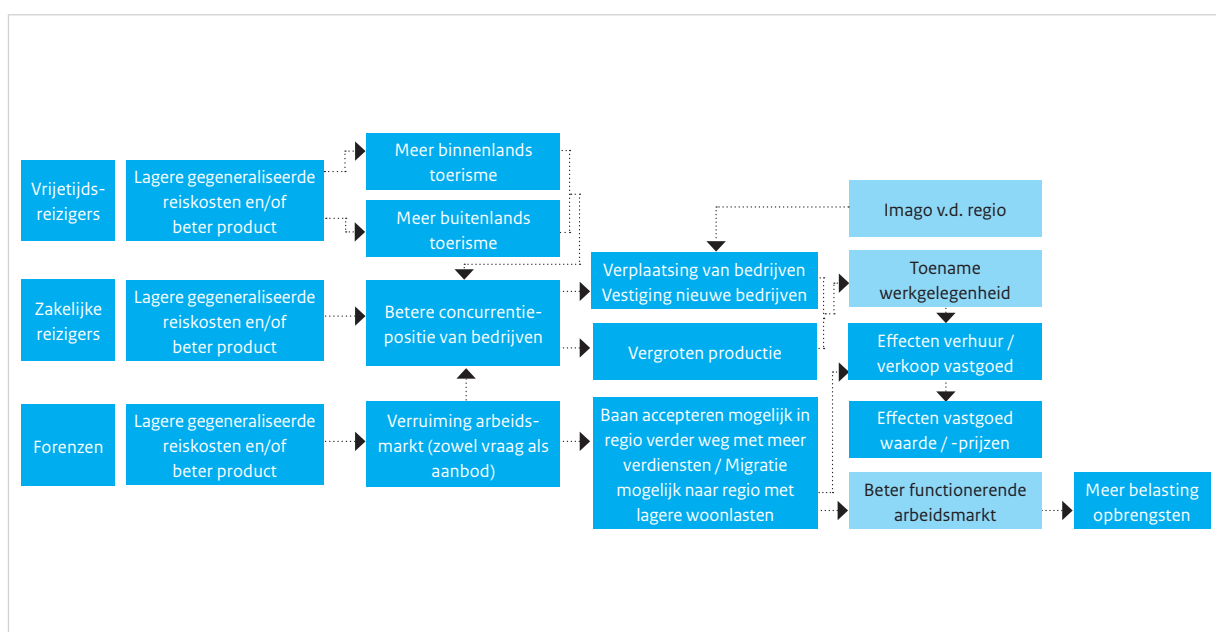 Vrijetijds-
reizigers
Lagere gegeneraliseerde
reiskosten en/of
beter product
Meer binnenlands
toerisme
Meer buitenlands
toerisme
Zakelijke
reizigers
Lagere gegeneraliseerde
reiskosten en/of
beter product
Betere concurrentie-
positie van bedrijven
Verplaatsing van bedrijven
Vestiging nieuwe bedrijven
Vergroten productie
Imago v.d. regio
Toename
werkgelegenheid
Effecten verhuur /
verkoop vastgoed
Effecten vastgoed
waarde / -prijzen
Forenzen
Lagere gegeneraliseerde
reiskosten en/of
beter product
Verruiming arbeids-
markt (zowel vraag als
aanbod)
Baan accepteren mogelijk in
regio verder weg met meer
verdiensten / Migratie
mogelijk naar regio met
lagere woonlasten
Beter functionerende
arbeidsmarkt
Meer belasting
opbrengsten